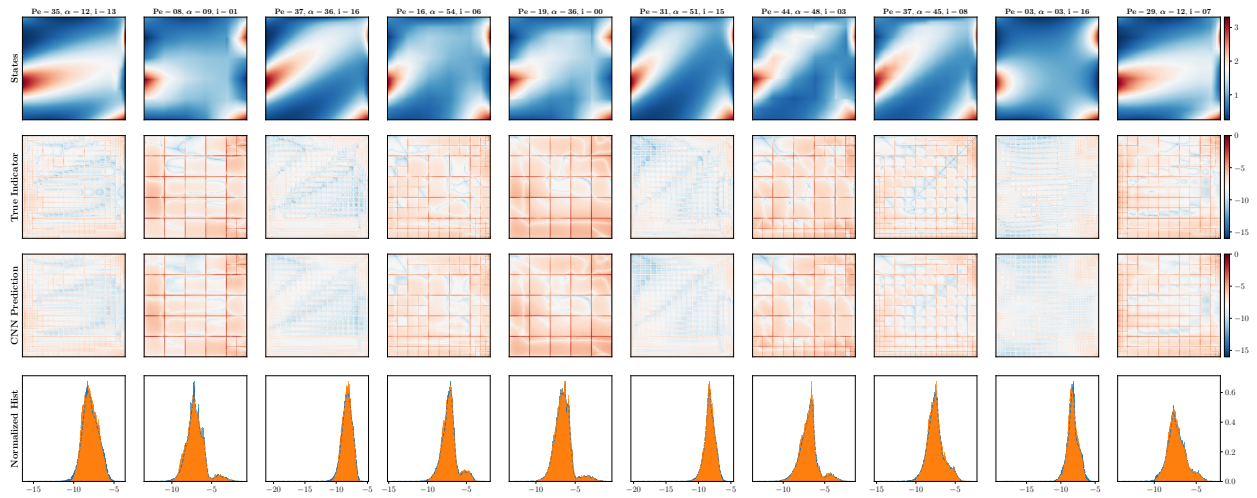 Pe – 35, α – 12, i – 13 Pe – 08, α – 09, i – 01 Pe – 37, α – 36, i – 16 Pe – 16, α – 54, i – 06 Pe – 19, α – 36, i – 00 Pe – 31, α – 51, i – 15 Pe – 44, α – 48, i – 03 Pe – 37, α – 45, i – 08 Pe – 03, α – 03, i – 16 Pe – 29, α – 12, i – 07
States
3
2
1
True Indicator
0
−5
−10
−15
CNN Prediction
0
−5
−10
−15
Normalized Hist
0.6
0.4
0.2
0.0
−15 −10 −5 −10 −5 −20 −15 −10 −5 −15 −10 −5 −15 −10 −5 −20 −15 −10 −5 −10 −5 −15 −10 −5 −15 −10 −5 −10 −5